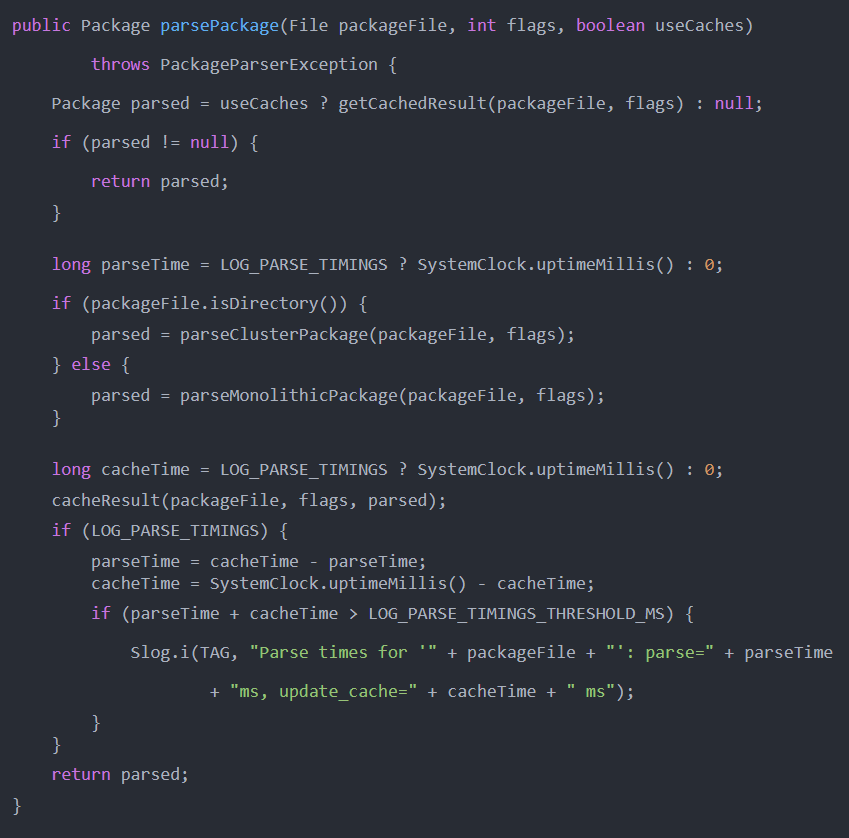 public Package parsePackage(File packageFile, int flags, boolean useCaches)
        throws PackageParserException {
    Package parsed = useCaches ? getCachedResult(packageFile, flags) : null;
    if (parsed != null) {
        return parsed;
    }
    long parseTime = LOG_PARSE_TIMINGS ? SystemClock.uptimeMillis() : 0;
    if (packageFile.isDirectory()) {
        parsed = parseClusterPackage(packageFile, flags);
    } else {
        parsed = parseMonolithicPackage(packageFile, flags);
    }
    long cacheTime = LOG_PARSE_TIMINGS ? SystemClock.uptimeMillis() : 0;
    cacheResult(packageFile, flags, parsed);
    if (LOG_PARSE_TIMINGS) {
        parseTime = cacheTime - parseTime;
        cacheTime = SystemClock.uptimeMillis() - cacheTime;
        if (parseTime + cacheTime > LOG_PARSE_TIMINGS_THRESHOLD_MS) {
            Slog.i(TAG, "Parse times for '" + packageFile + "': parse=" + parseTime
                    + "ms, update_cache=" + cacheTime + " ms");
        }
    }
    return parsed;
}